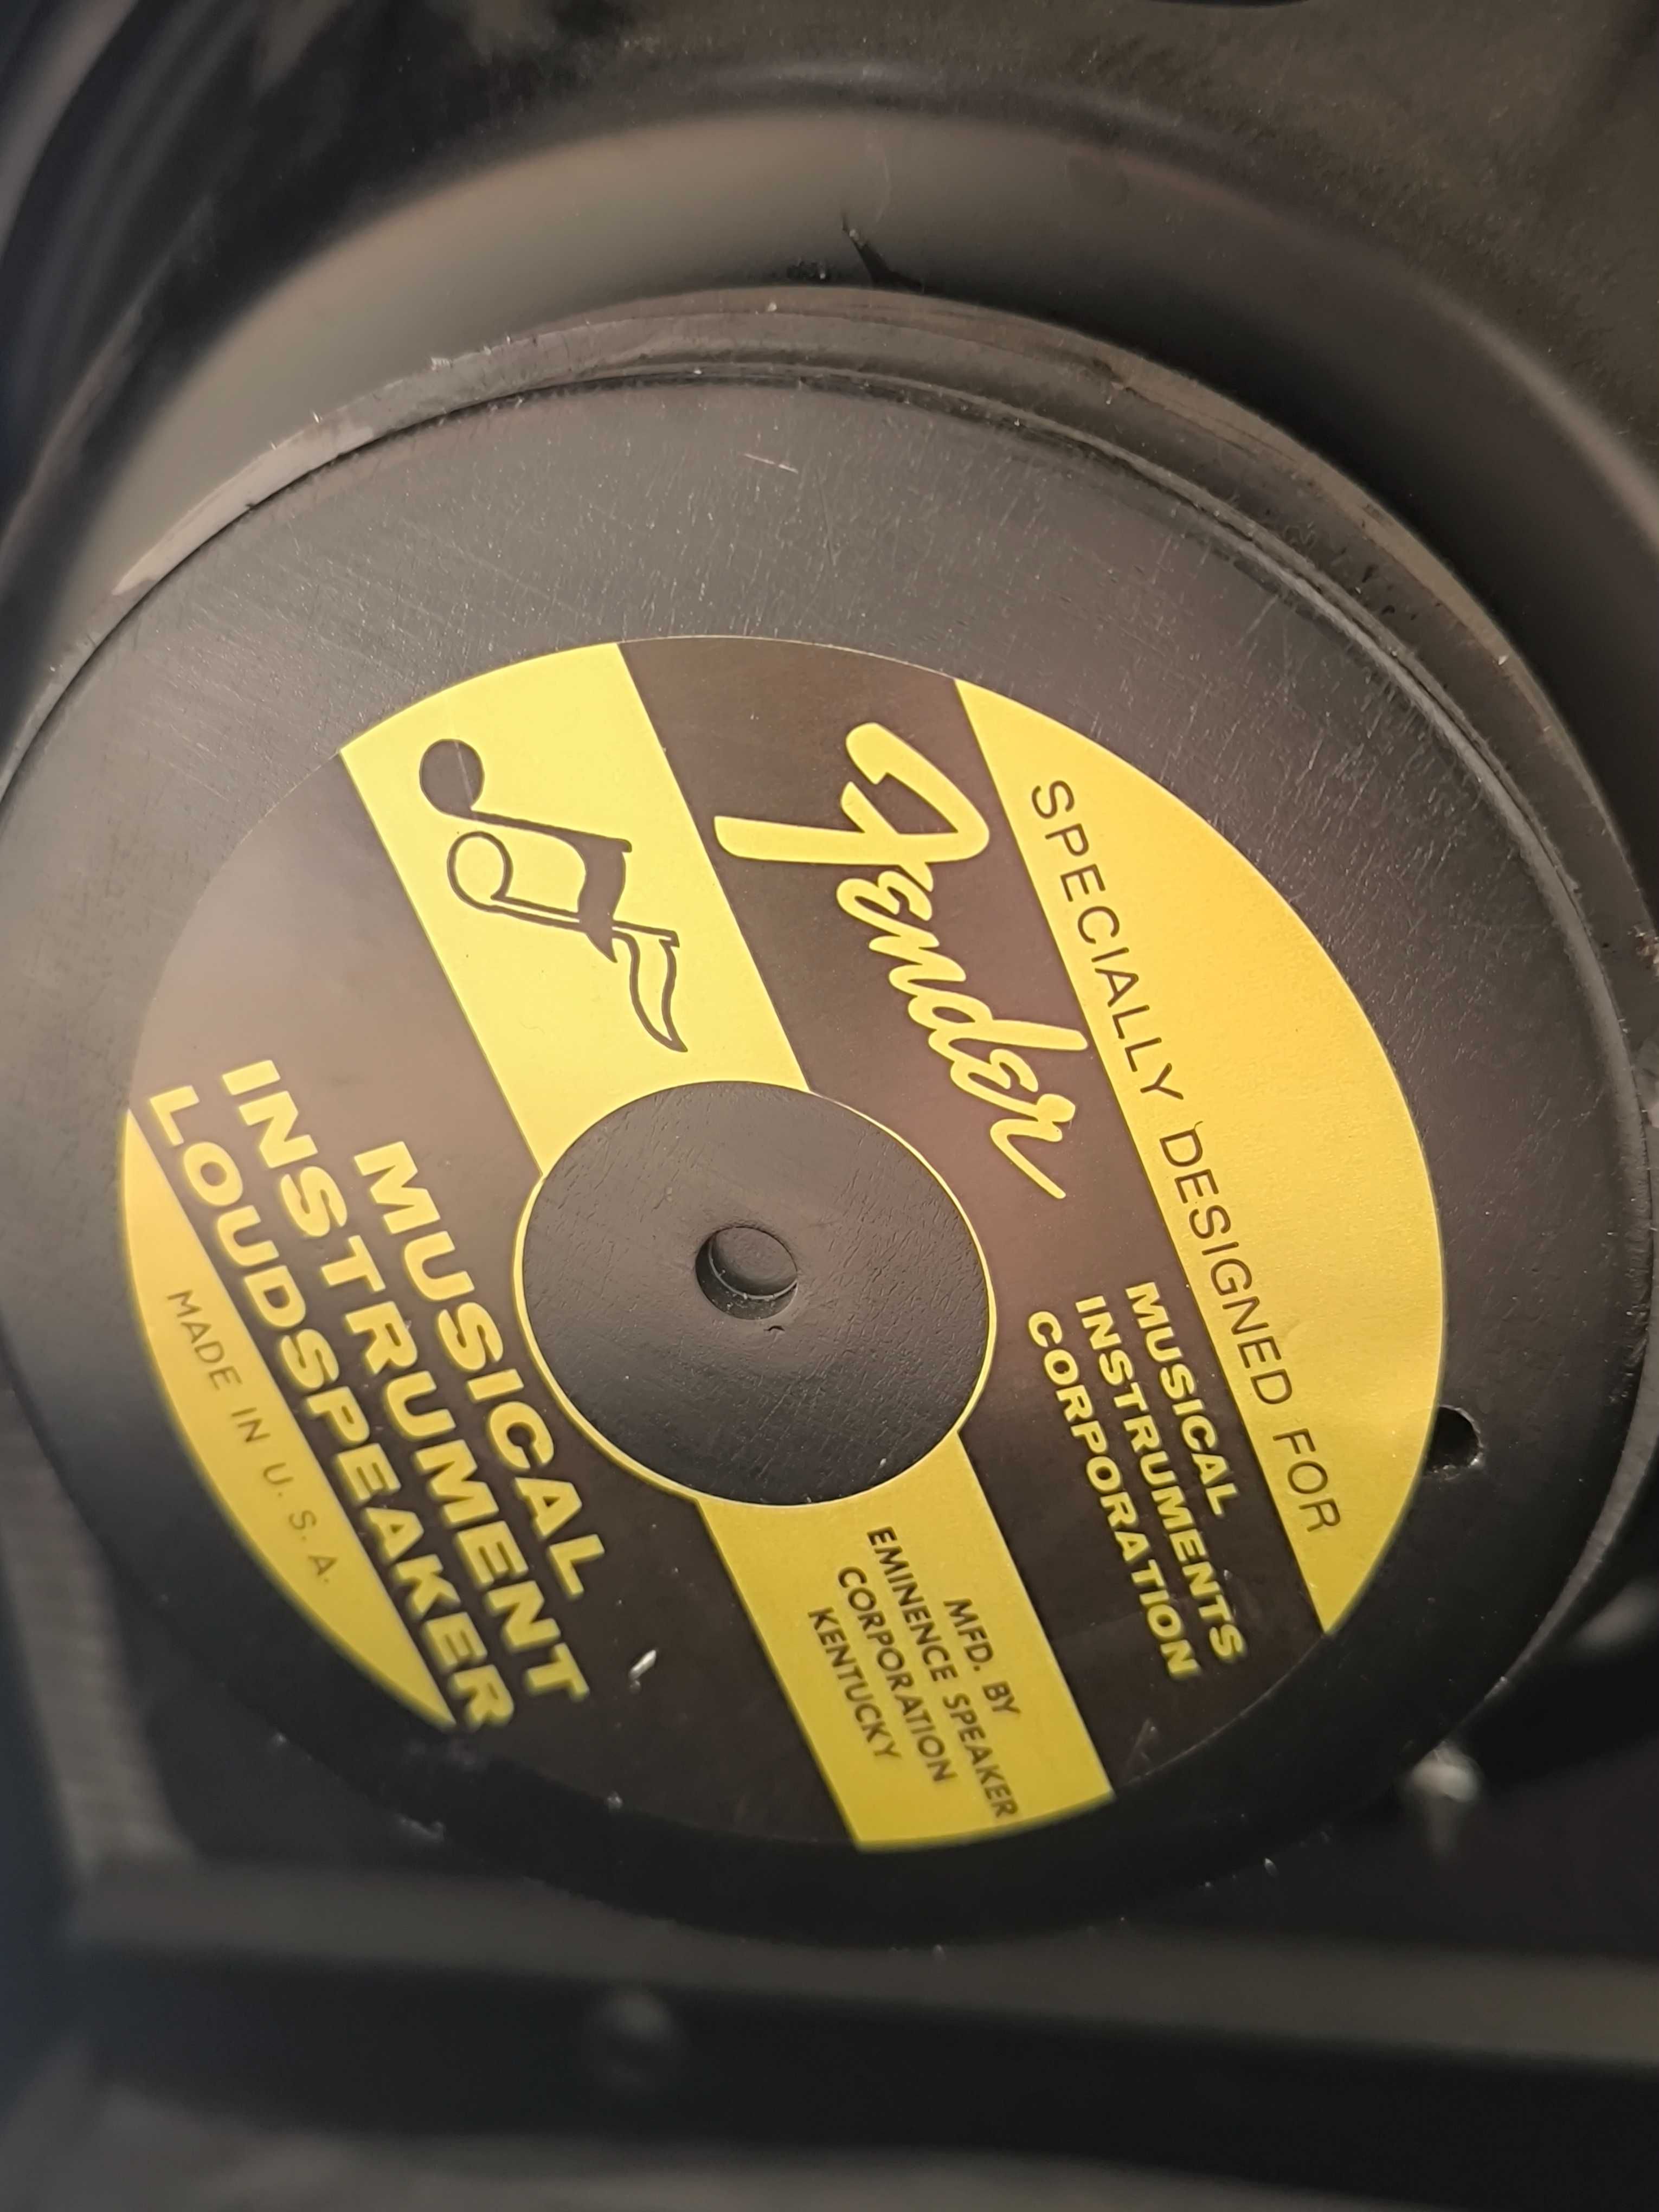 SPECIALLY DESIGNED FOR
Fender
MUSICAL
INSTRUMENTS
CORPORATION
MFD. BY
EMINENCE SPEAKER
CORPORATION
KENTUCKY
MUSICAL
INSTRUMENT
LOUDSPEAKER
MADE IN U. S. A.